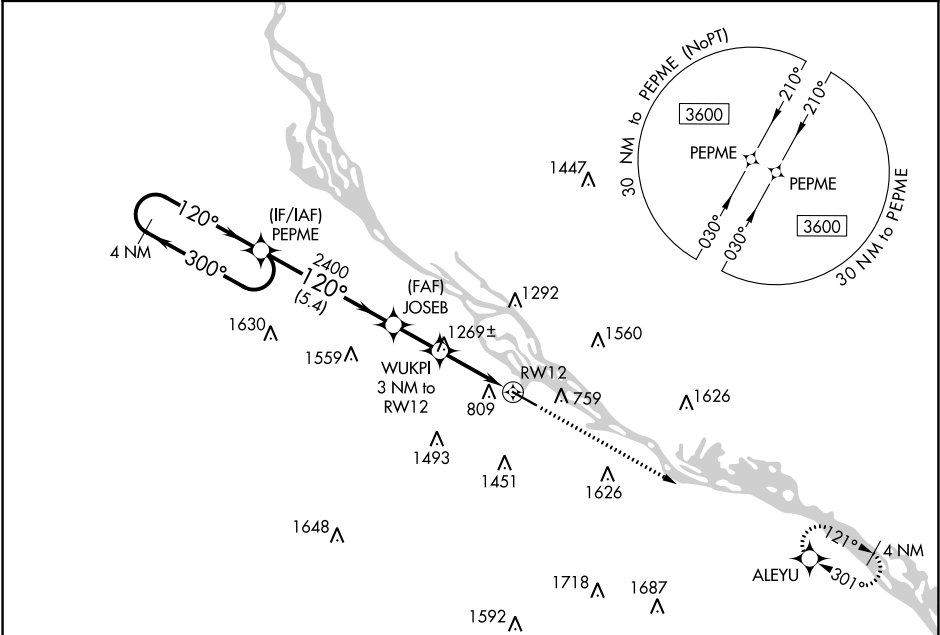 30 NM to PEPME (NoPT)
210°
210°
3600
PEPME
PEPME
3600
030°
030°
30 NM to PEPME
1447
120°
(IF/IAF)
PEPME
4 NM
300°
2400
120°
(5.4)
(FAF)
JOSEB
1292
1630
1269±
1560
1559
WUKPI
3 NM to
RW12
RW12
809
759
1626
1493
1451
1626
1648
121°
4 NM
ALEYU
301°
1718
1687
1592